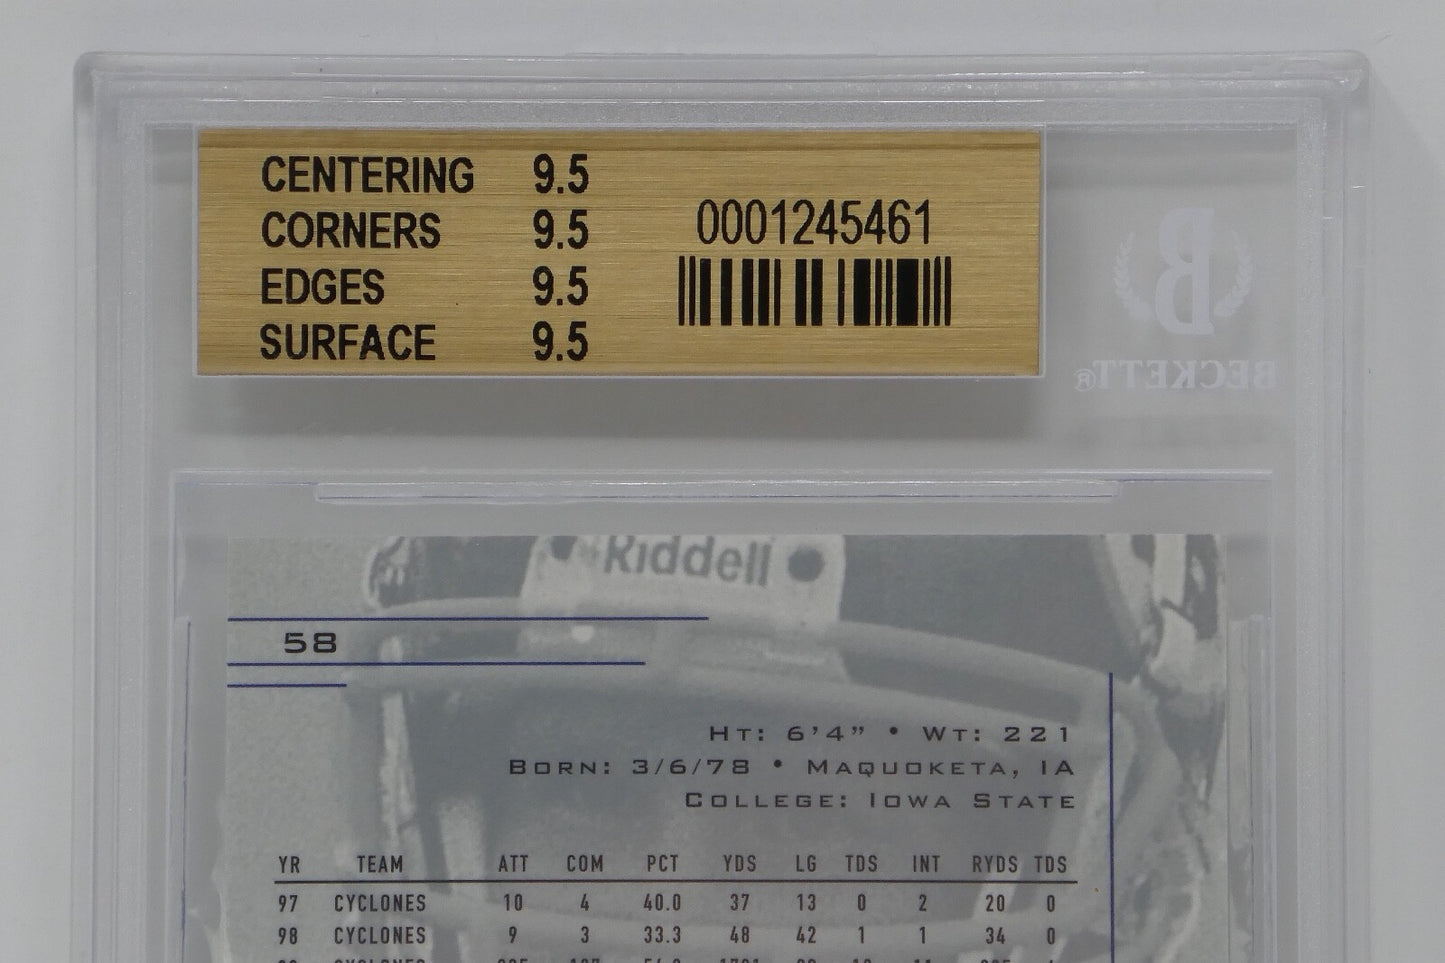 CENTERING 9.5
CORNERS 9.5
EDGES 9.5
SURFACE 9.5
0001245461
B
BECKETT®
Riddell
58
HT: 6'4" • WT: 221
BORN: 3/6/78 • MAQUOKETA, IA
COLLEGE: IOWA STATE
YR TEAM ATT COM PCT YDS LG TDS INT RYDS TDS
97 CYCLONES 10 4 40.0 37 13 0 2 20 0
98 CYCLONES 9 3 33.3 48 42 1 1 34 0
CYCLONES